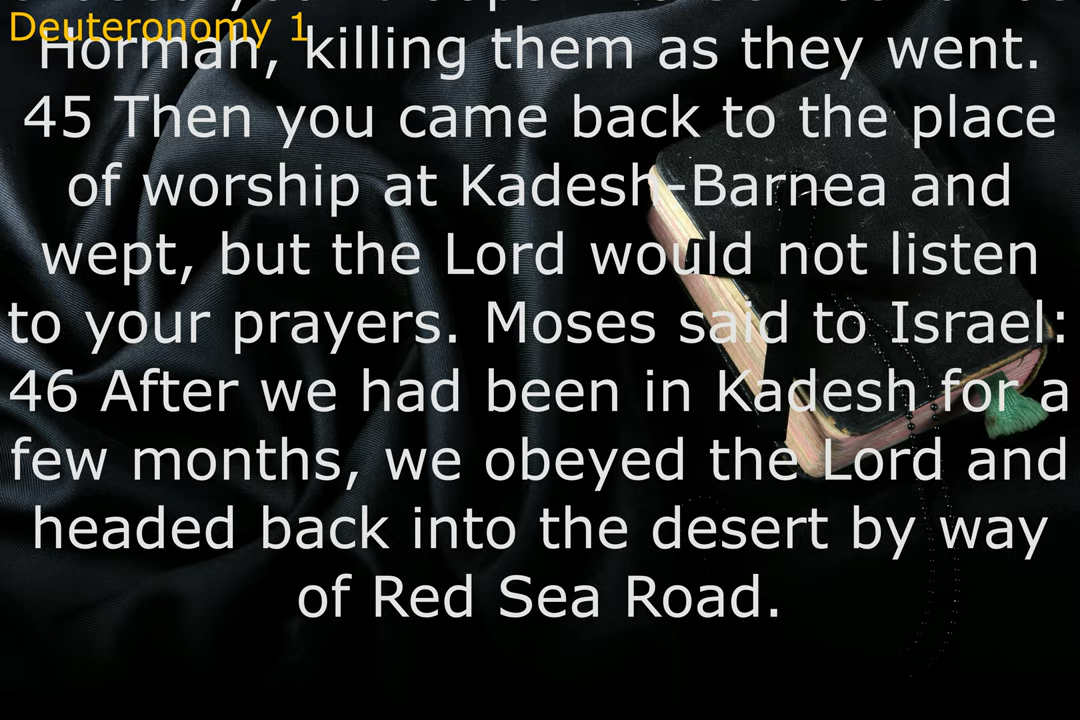 Deuteronomy 1
Hormah, killing them as they went.
45 Then you came back to the place
of worship at Kadesh-Barnea and
wept, but the Lord would not listen
to your prayers. Moses said to Israel:
46 After we had been in Kadesh for a
few months, we obeyed the Lord and
headed back into the desert by way
of Red Sea Road.